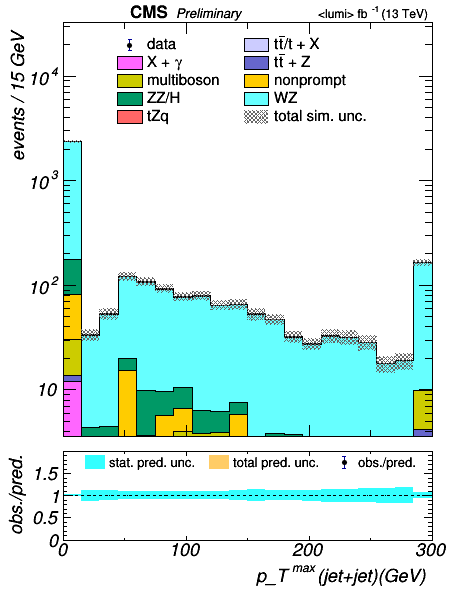 CMS Preliminary <lumi> fb⁻¹ (13 TeV)
events / 15 GeV
10⁴
10³
10²
10
data
X + γ
multiboson
ZZ/H
tZq
tt̄/t + X
tt̄ + Z
nonprompt
WZ
total sim. unc.
obs./pred.
1.5
1
0.5
0
stat. pred. unc. total pred. unc. obs./pred.
0 100 200 300
p_T^max (jet+jet)(GeV)